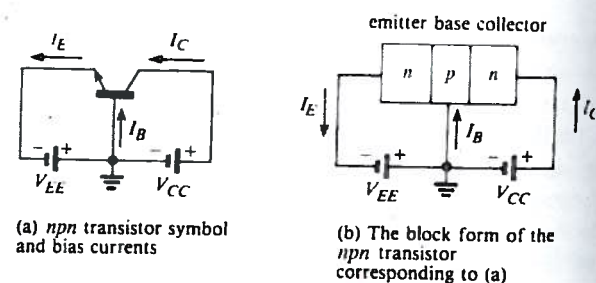 emitter base collector
I_E
I_C
n
p
n
I_E
I_B
I_B
I_C
− +
− +
− +
− +
V_EE
V_CC
V_EE
V_CC
(a) npn transistor symbol
and bias currents
(b) The block form of the
npn transistor
corresponding to (a)